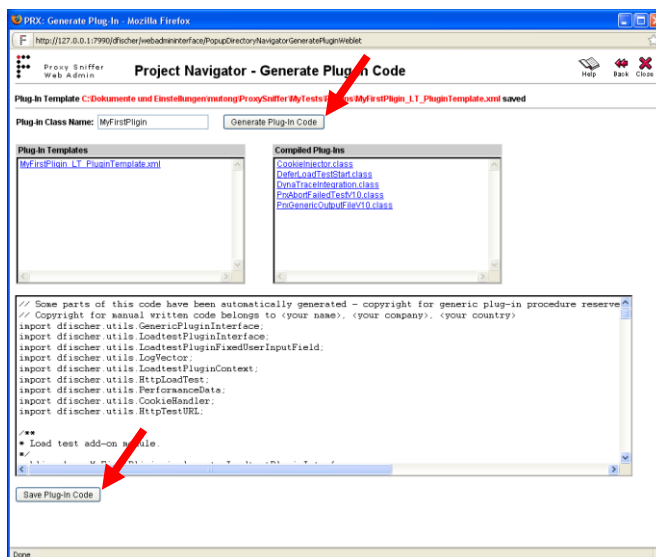 PRX: Generate Plug-In - Mozilla Firefox
F http://127.0.0.1:7990/dfischer/webadmininterface/PopupDirectoryNavigatorGeneratePluginWeblet
Proxy Sniffer
Web Admin
Project Navigator - Generate Plug-in Code
Help Back Close
Plug-In Template C:\Dokumente und Einstellungen\mutong\ProxySniffer\MyTests\ \MyFirstPligin_LT_PluginTemplate.xml saved
Plug-in Class Name: MyFirstPligin Generate Plug-In Code
Plug-In Templates
MyFirstPligin_LT_PluginTemplate.xml
Compiled Plug-Ins
CookieInjector.class
DeferLoadTestStart.class
DynaTraceIntegration.class
PrxAbortFailedTestV10.class
PrxGenericOutputFileV10.class
// Some parts of this code have been automatically generated - copyright for generic plug-in procedure reserve
// Copyright for manual written code belongs to <your name>, <your company>, <your country>
import dfischer.utils.GenericPluginInterface;
import dfischer.utils.LoadtestPluginInterface;
import dfischer.utils.LoadtestPluginFixedUserInputField;
import dfischer.utils.LogVector;
import dfischer.utils.LoadtestPluginContext;
import dfischer.utils.HttpLoadTest;
import dfischer.utils.PerformanceData;
import dfischer.utils.CookieHandler;
import dfischer.utils.HttpTestURL;
/**
* Load test add-on module.
*/
Save Plug-In Code
Done